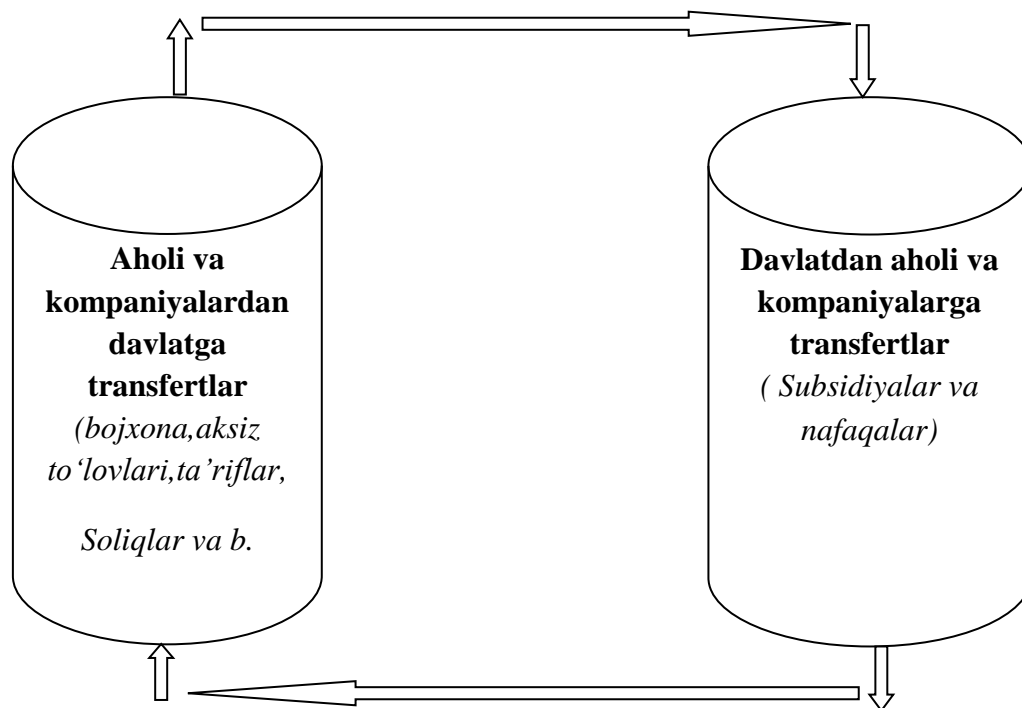 Aholi va
kompaniyalardan
davlatga
transfertlar
(bojxona,aksiz
to‘lovlari,ta’riflar,
Soliqlar va b.
Davlatdan aholi va
kompaniyalarga
transfertlar
( Subsidiyalar va
nafaqalar)